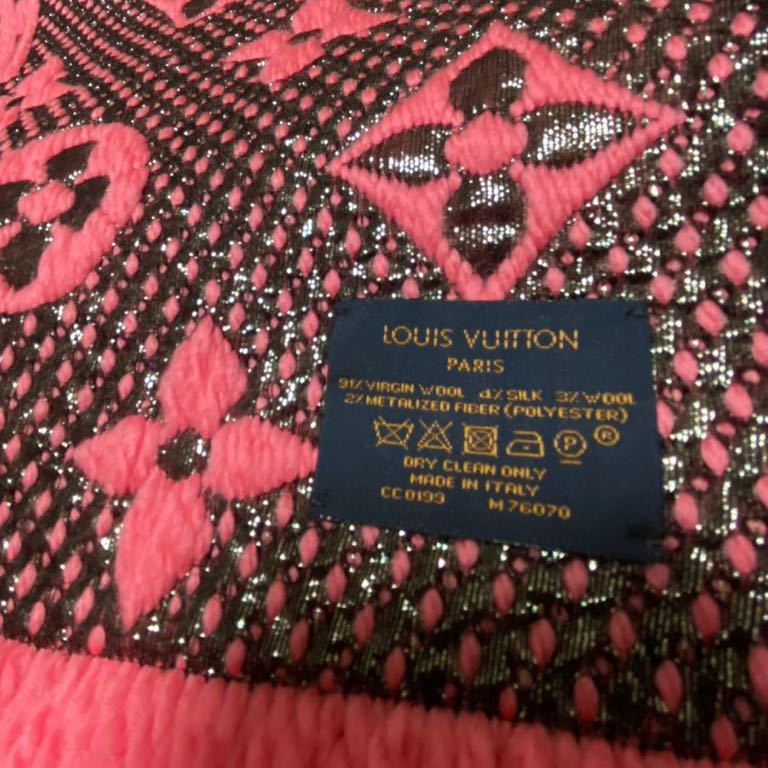 LOUIS VUITTON
PARIS
91% VIRGIN WOOL 4% SILK 3% WOOL
2% METALIZED FIBER (POLYESTER)
P ®
DRY CLEAN ONLY
MADE IN ITALY
CC0199 M76070